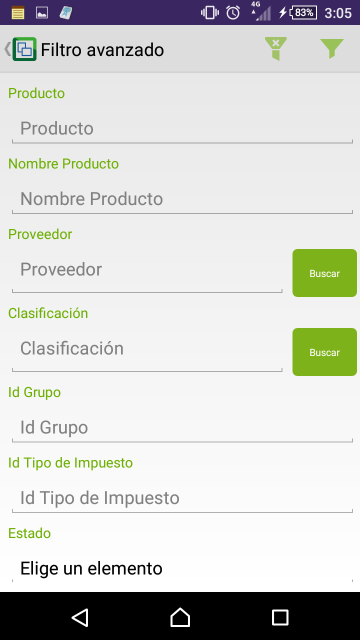 4G
83%
3:05
Filtro avanzado
Producto
Producto
Nombre Producto
Nombre Producto
Proveedor
Proveedor
Buscar
Clasificación
Clasificación
Buscar
Id Grupo
Id Grupo
Id Tipo de Impuesto
Id Tipo de Impuesto
Estado
Elige un elemento